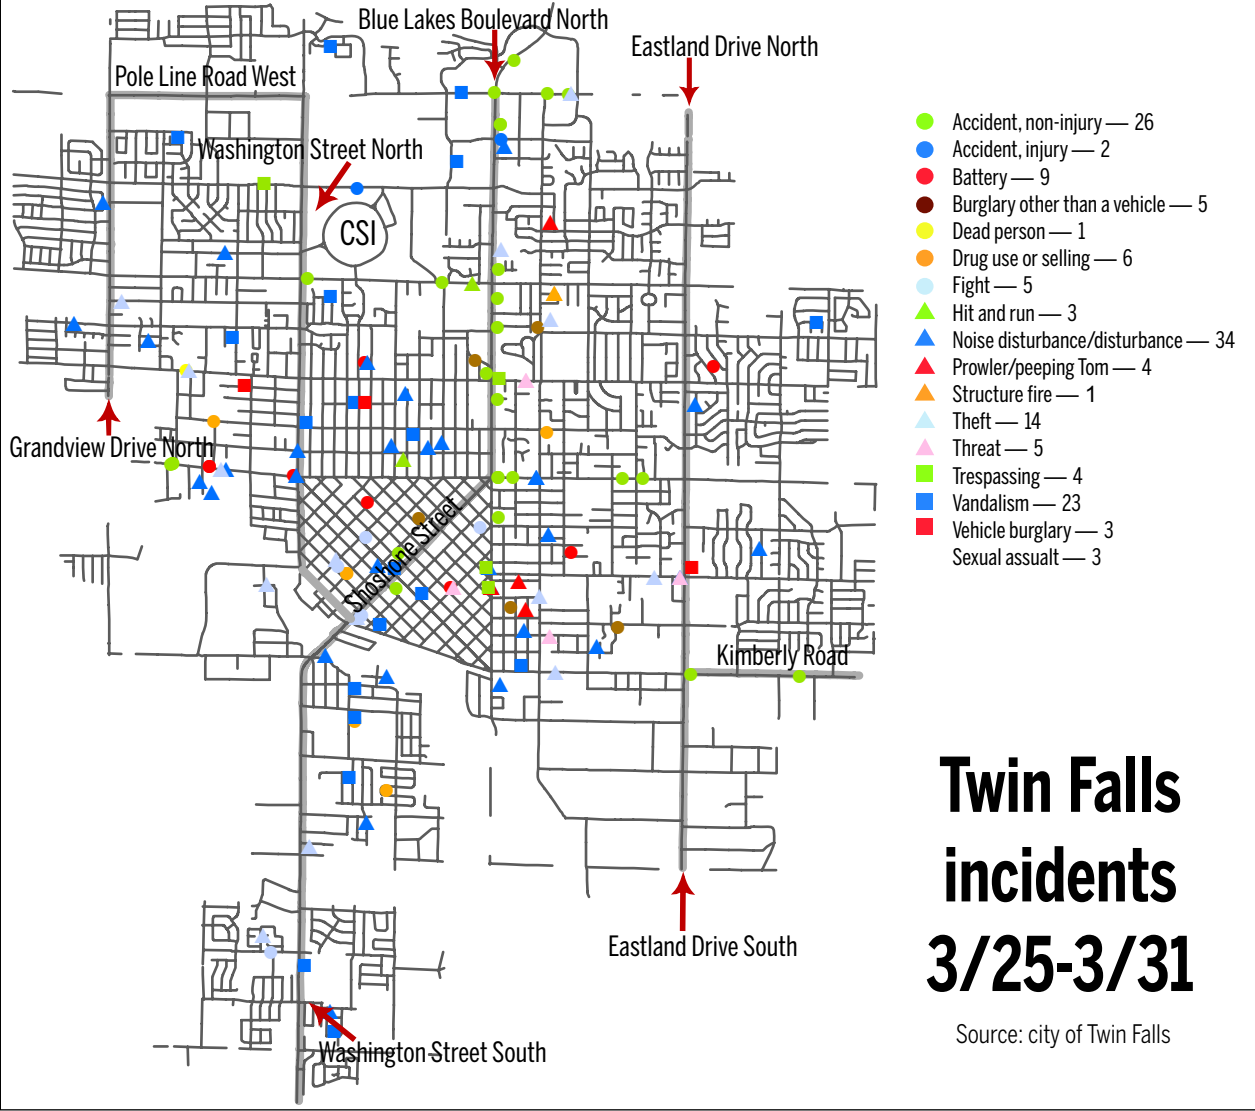 Blue Lakes Boulevard North
Eastland Drive North
Pole Line Road West
Washington Street North
CSI
Grandview Drive North
Shoshone Street
Kimberly Road
Eastland Drive South
Washington Street South
Accident, non-injury — 26
Accident, injury — 2
Battery — 9
Burglary other than a vehicle — 5
Dead person — 1
Drug use or selling — 6
Fight — 5
Hit and run — 3
Noise disturbance/disturbance — 34
Prowler/peeping Tom — 4
Structure fire — 1
Theft — 14
Threat — 5
Trespassing — 4
Vandalism — 23
Vehicle burglary — 3
Sexual assualt — 3
Twin Falls
incidents
3/25-3/31
Source: city of Twin Falls